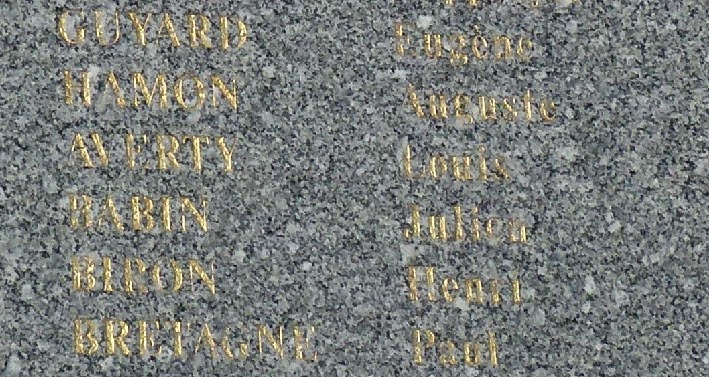 GUYARD Eugène
HAMON Auguste
AVERTY Louis
BABIN Julien
BIRON Henri
BRETAGNE Paul